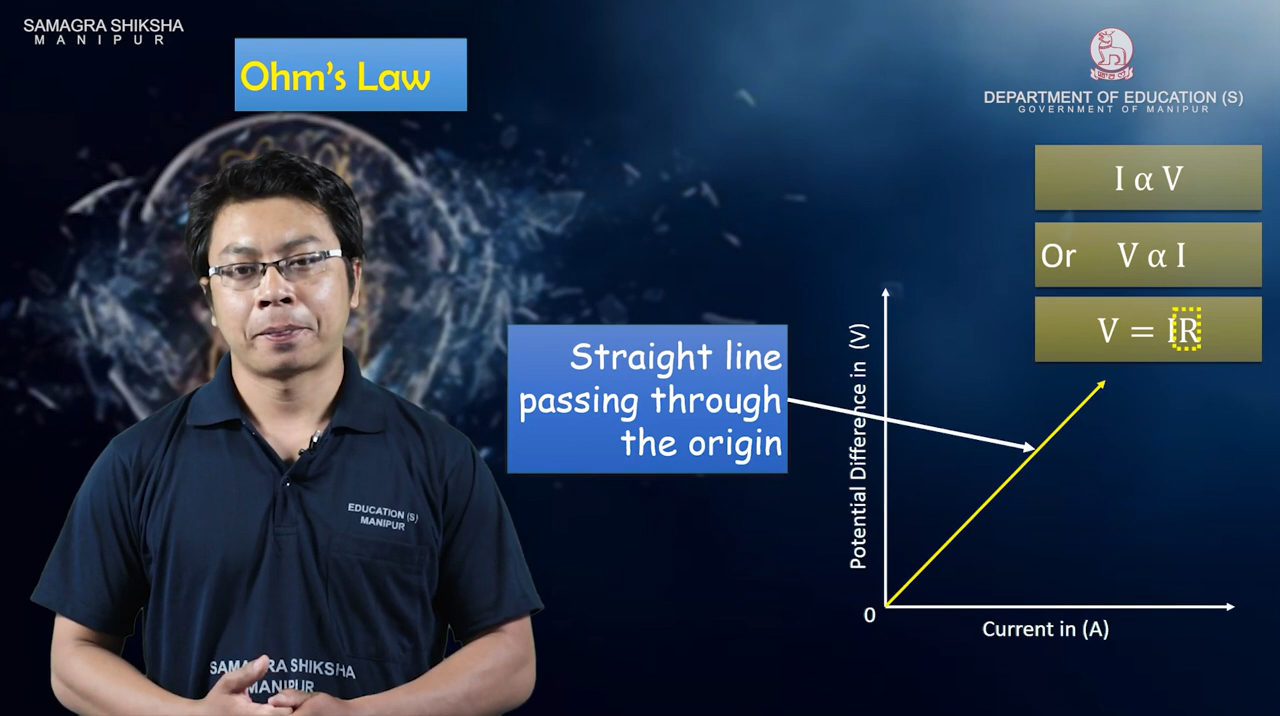 SAMAGRA SHIKSHA
MANIPUR
Ohm's Law
DEPARTMENT OF EDUCATION (S)
GOVERNMENT OF MANIPUR
I α V
Or V α I
V = IR
Straight line
passing through
the origin
Potential Difference in (V)
0
Current in (A)
EDUCATION (S)
MANIPUR
SAMAGRA SHIKSHA
MANIPUR